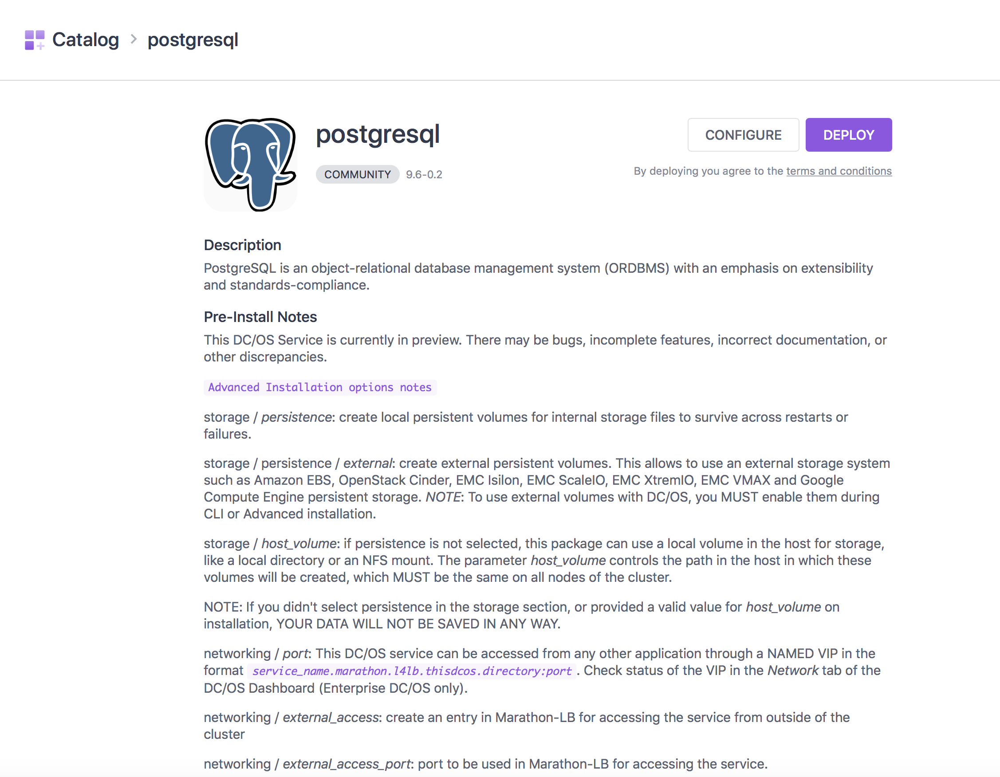 Catalog > postgresql
postgresql
CONFIGURE
DEPLOY
COMMUNITY 9.6-0.2
By deploying you agree to the terms and conditions
Description
PostgreSQL is an object-relational database management system (ORDBMS) with an emphasis on extensibility
and standards-compliance.
Pre-Install Notes
This DC/OS Service is currently in preview. There may be bugs, incomplete features, incorrect documentation, or
other discrepancies.
Advanced Installation options notes
storage / persistence: create local persistent volumes for internal storage files to survive across restarts or
failures.
storage / persistence / external: create external persistent volumes. This allows to use an external storage system
such as Amazon EBS, OpenStack Cinder, EMC Isilon, EMC ScaleIO, EMC XtremIO, EMC VMAX and Google
Compute Engine persistent storage. NOTE: To use external volumes with DC/OS, you MUST enable them during
CLI or Advanced installation.
storage / host_volume: if persistence is not selected, this package can use a local volume in the host for storage,
like a local directory or an NFS mount. The parameter host_volume controls the path in the host in which these
volumes will be created, which MUST be the same on all nodes of the cluster.
NOTE: If you didn't select persistence in the storage section, or provided a valid value for host_volume on
installation, YOUR DATA WILL NOT BE SAVED IN ANY WAY.
networking / port: This DC/OS service can be accessed from any other application through a NAMED VIP in the
format service_name.marathon.l4lb.thisdcos.directory:port. Check status of the VIP in the Network tab of the
DC/OS Dashboard (Enterprise DC/OS only).
networking / external_access: create an entry in Marathon-LB for accessing the service from outside of the
cluster
networking / external_access_port: port to be used in Marathon-LB for accessing the service.